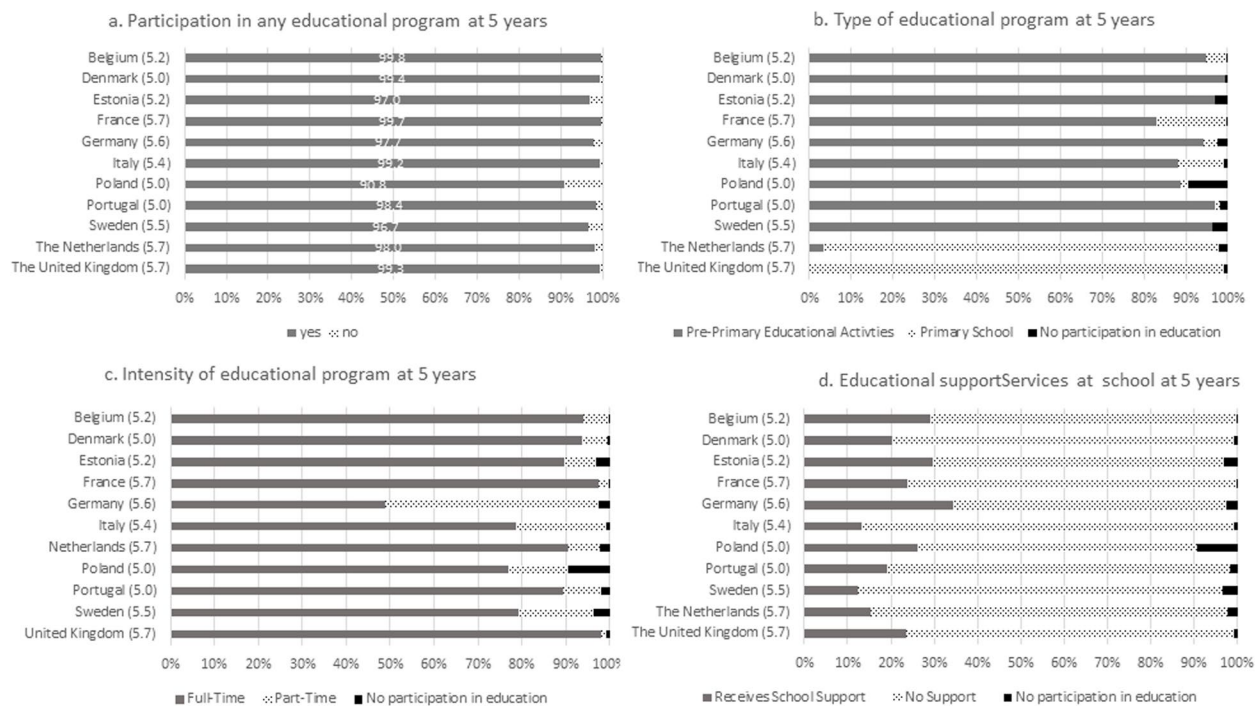 a. Participation in any educational program at 5 years
Belgium (5.2) 99.8
Denmark (5.0) 99.4
Estonia (5.2) 97.0
France (5.7) 99.7
Germany (5.6) 97.7
Italy (5.4) 99.2
Poland (5.0) 90.8
Portugal (5.0) 98.4
Sweden (5.5) 96.7
The Netherlands (5.7) 98.0
The United Kingdom (5.7) 99.3
0% 10% 20% 30% 40% 50% 60% 70% 80% 90% 100%
yes no
b. Type of educational program at 5 years
Belgium (5.2)
Denmark (5.0)
Estonia (5.2)
France (5.7)
Germany (5.6)
Italy (5.4)
Poland (5.0)
Portugal (5.0)
Sweden (5.5)
The Netherlands (5.7)
The United Kingdom (5.7)
0% 10% 20% 30% 40% 50% 60% 70% 80% 90% 100%
Pre-Primary Educational Activties Primary School No participation in education
c. Intensity of educational program at 5 years
Belgium (5.2)
Denmark (5.0)
Estonia (5.2)
France (5.7)
Germany (5.6)
Italy (5.4)
Netherlands (5.7)
Poland (5.0)
Portugal (5.0)
Sweden (5.5)
United Kingdom (5.7)
0% 10% 20% 30% 40% 50% 60% 70% 80% 90% 100%
Full-Time Part-Time No participation in education
d. Educational supportServices at school at 5 years
Belgium (5.2)
Denmark (5.0)
Estonia (5.2)
France (5.7)
Germany (5.6)
Italy (5.4)
Poland (5.0)
Portugal (5.0)
Sweden (5.5)
The Netherlands (5.7)
The United Kingdom (5.7)
0% 10% 20% 30% 40% 50% 60% 70% 80% 90% 100%
Receives School Support No Support No participation in education